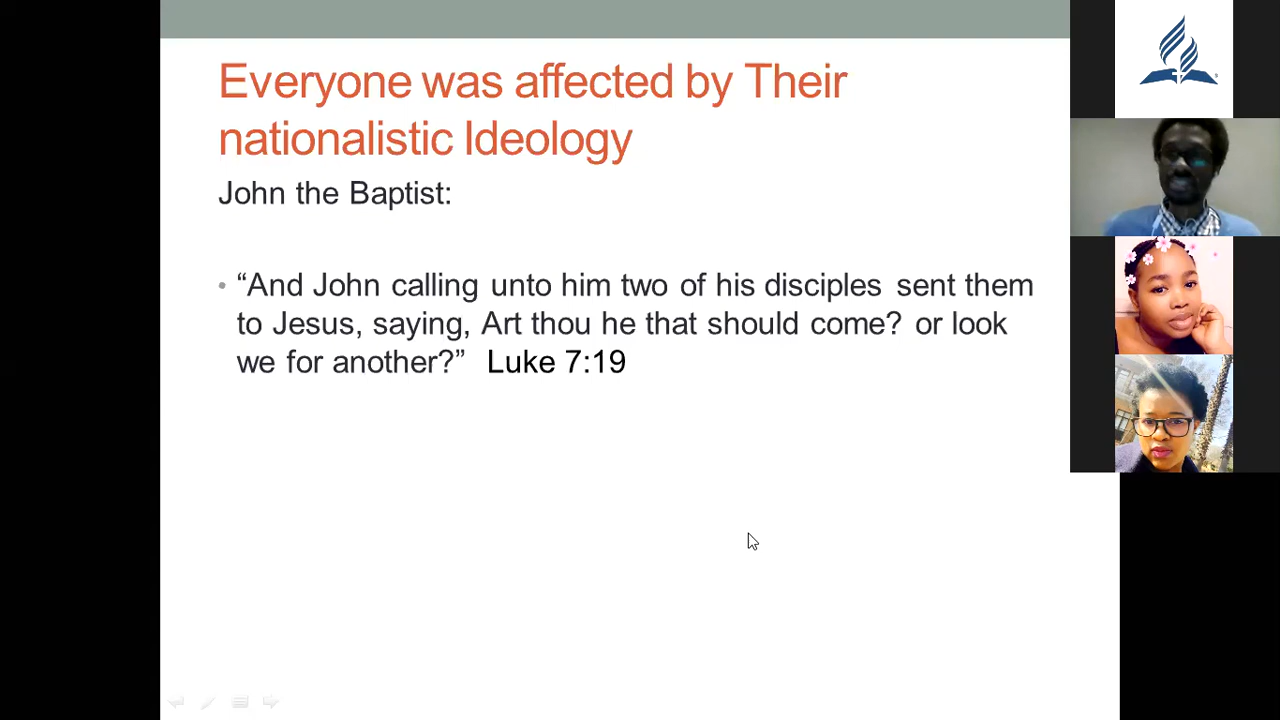 Everyone was affected by Their
nationalistic Ideology
John the Baptist:
• “And John calling unto him two of his disciples sent them
to Jesus, saying, Art thou he that should come? or look
we for another?” Luke 7:19